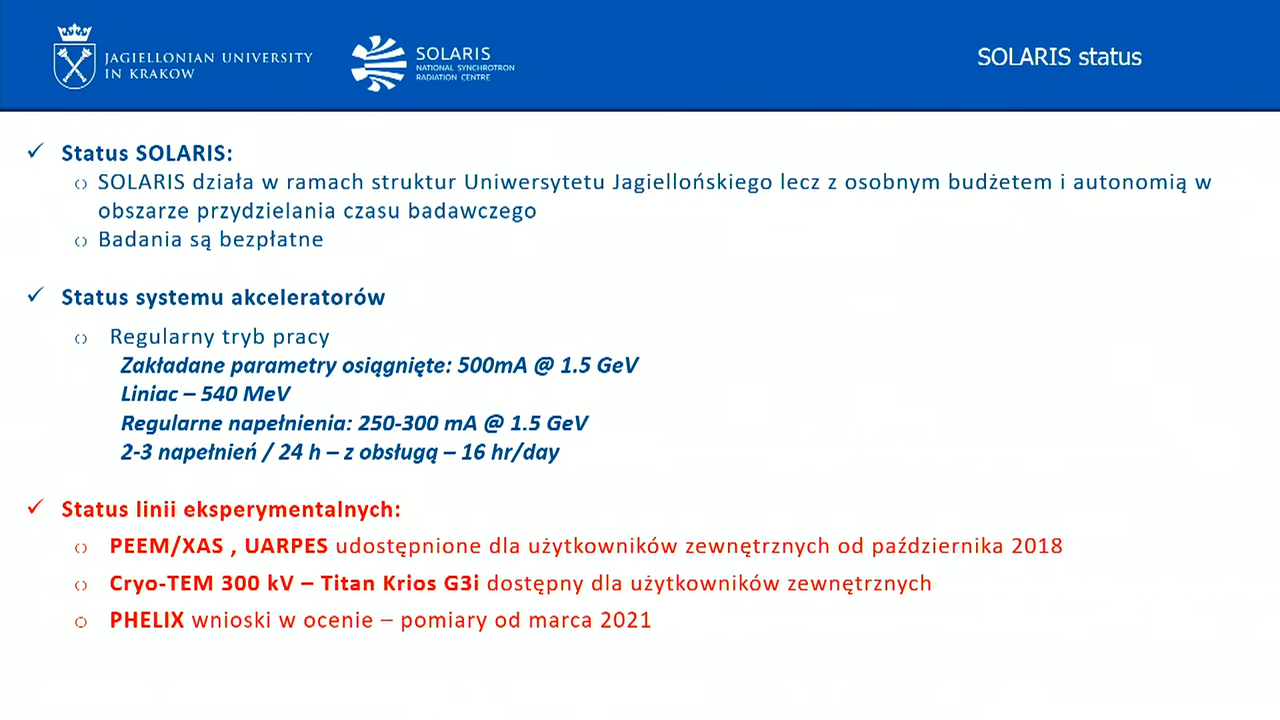 JAGIELLONIAN UNIVERSITY
IN KRAKOW
SOLARIS
NATIONAL SYNCHROTRON
RADIATION CENTRE
SOLARIS status
Status SOLARIS:
SOLARIS działa w ramach struktur Uniwersytetu Jagiellońskiego lecz z osobnym budżetem i autonomią w
obszarze przydzielania czasu badawczego
Badania są bezpłatne
Status systemu akceleratorów
Regularny tryb pracy
Zakładane parametry osiągnięte: 500mA @ 1.5 GeV
Liniac – 540 MeV
Regularne napełnienia: 250-300 mA @ 1.5 GeV
2-3 napełnień / 24 h – z obsługą – 16 hr/day
Status linii eksperymentalnych:
PEEM/XAS , UARPES udostępnione dla użytkowników zewnętrznych od października 2018
Cryo-TEM 300 kV – Titan Krios G3i dostępny dla użytkowników zewnętrznych
PHELIX wnioski w ocenie – pomiary od marca 2021